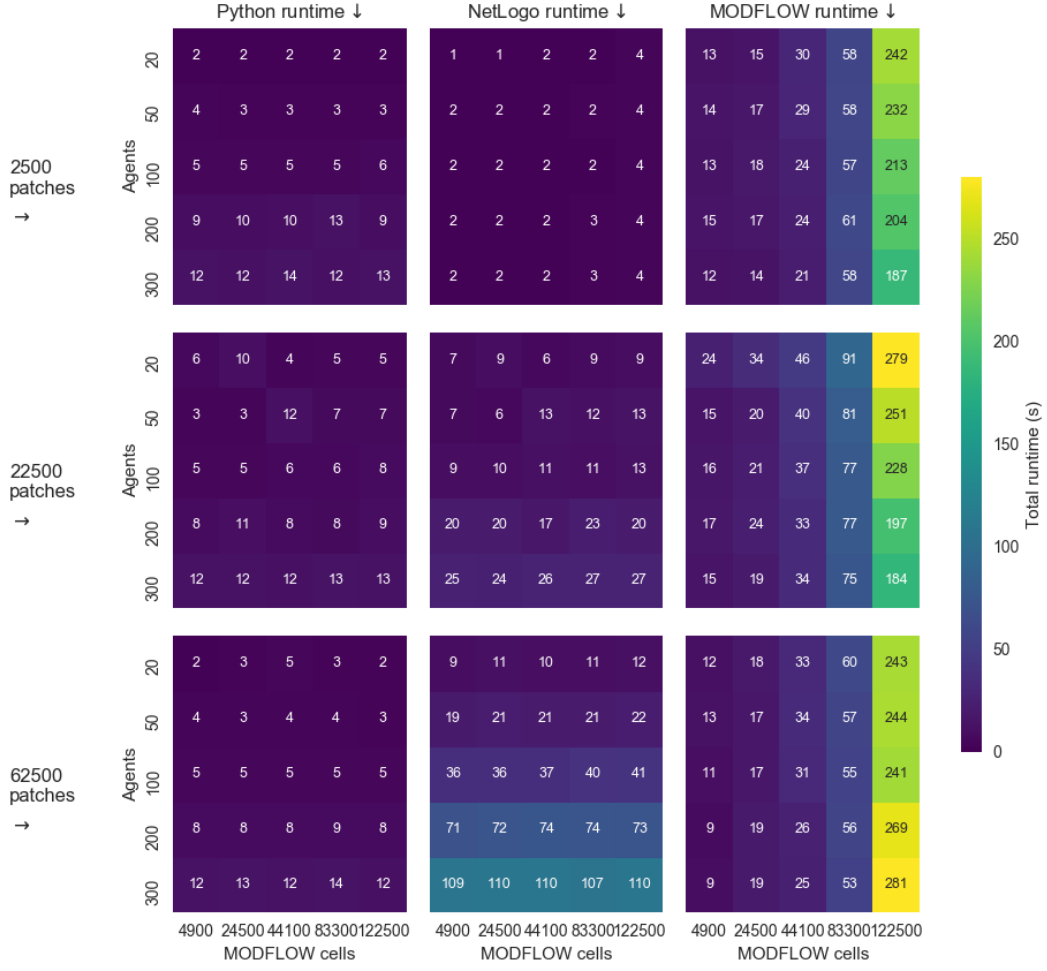 Python runtime ↓ NetLogo runtime ↓ MODFLOW runtime ↓
2500
patches
→
Agents
20 2 2 2 2 2 1 1 2 2 4 13 15 30 58 242
50 4 3 3 3 3 2 2 2 2 4 14 17 29 58 232
100 5 5 5 5 6 2 2 2 2 4 13 18 24 57 213
200 9 10 10 13 9 2 2 2 3 4 15 17 24 61 204
300 12 12 14 12 13 2 2 2 3 4 12 14 21 58 187
22500
patches
→
Agents
20 6 10 4 5 5 7 9 6 9 9 24 34 46 91 279
50 3 3 12 7 7 7 6 13 12 13 15 20 40 81 251
100 5 5 6 6 8 9 10 11 11 13 16 21 37 77 228
200 8 11 8 8 9 20 20 17 23 20 17 24 33 77 197
300 12 12 12 13 13 25 24 26 27 27 15 19 34 75 184
62500
patches
→
Agents
20 2 3 5 3 2 9 11 10 11 12 12 18 33 60 243
50 4 3 4 4 3 19 21 21 21 22 13 17 34 57 244
100 5 5 5 5 5 36 36 37 40 41 11 17 31 55 241
200 8 8 8 9 8 71 72 74 74 73 9 19 26 56 269
300 12 13 12 14 12 109 110 110 107 110 9 19 25 53 281
4900 24500 44100 83300 122500 4900 24500 44100 83300 122500 4900 24500 44100 83300 122500
MODFLOW cells MODFLOW cells MODFLOW cells
250
200
150
100
50
0
Total runtime (s)